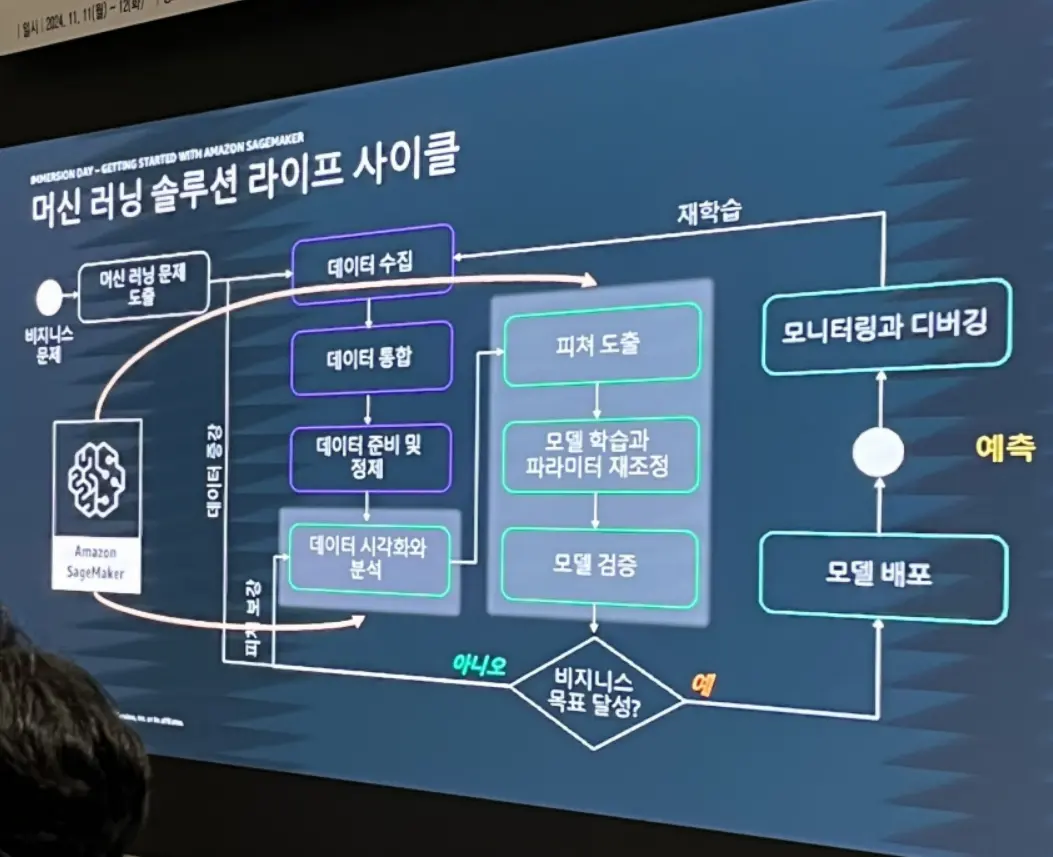 일시 | 2024. 11. 11(월) ~ 12(화)
IMMERSION DAY – GETTING STARTED WITH AMAZON SAGEMAKER
머신 러닝 솔루션 라이프 사이클
재학습
데이터 수집
머신 러닝 문제
도출
비지니스
문제
모니터링과 디버깅
피쳐 도출
데이터 통합
데이터 준비 및
정제
모델 학습과
파라미터 재조정
예측
데이터 증강
Amazon
SageMaker
데이터 시각화와
분석
모델 검증
모델 배포
피쳐 보강
아니오
비지니스
목표 달성?
예